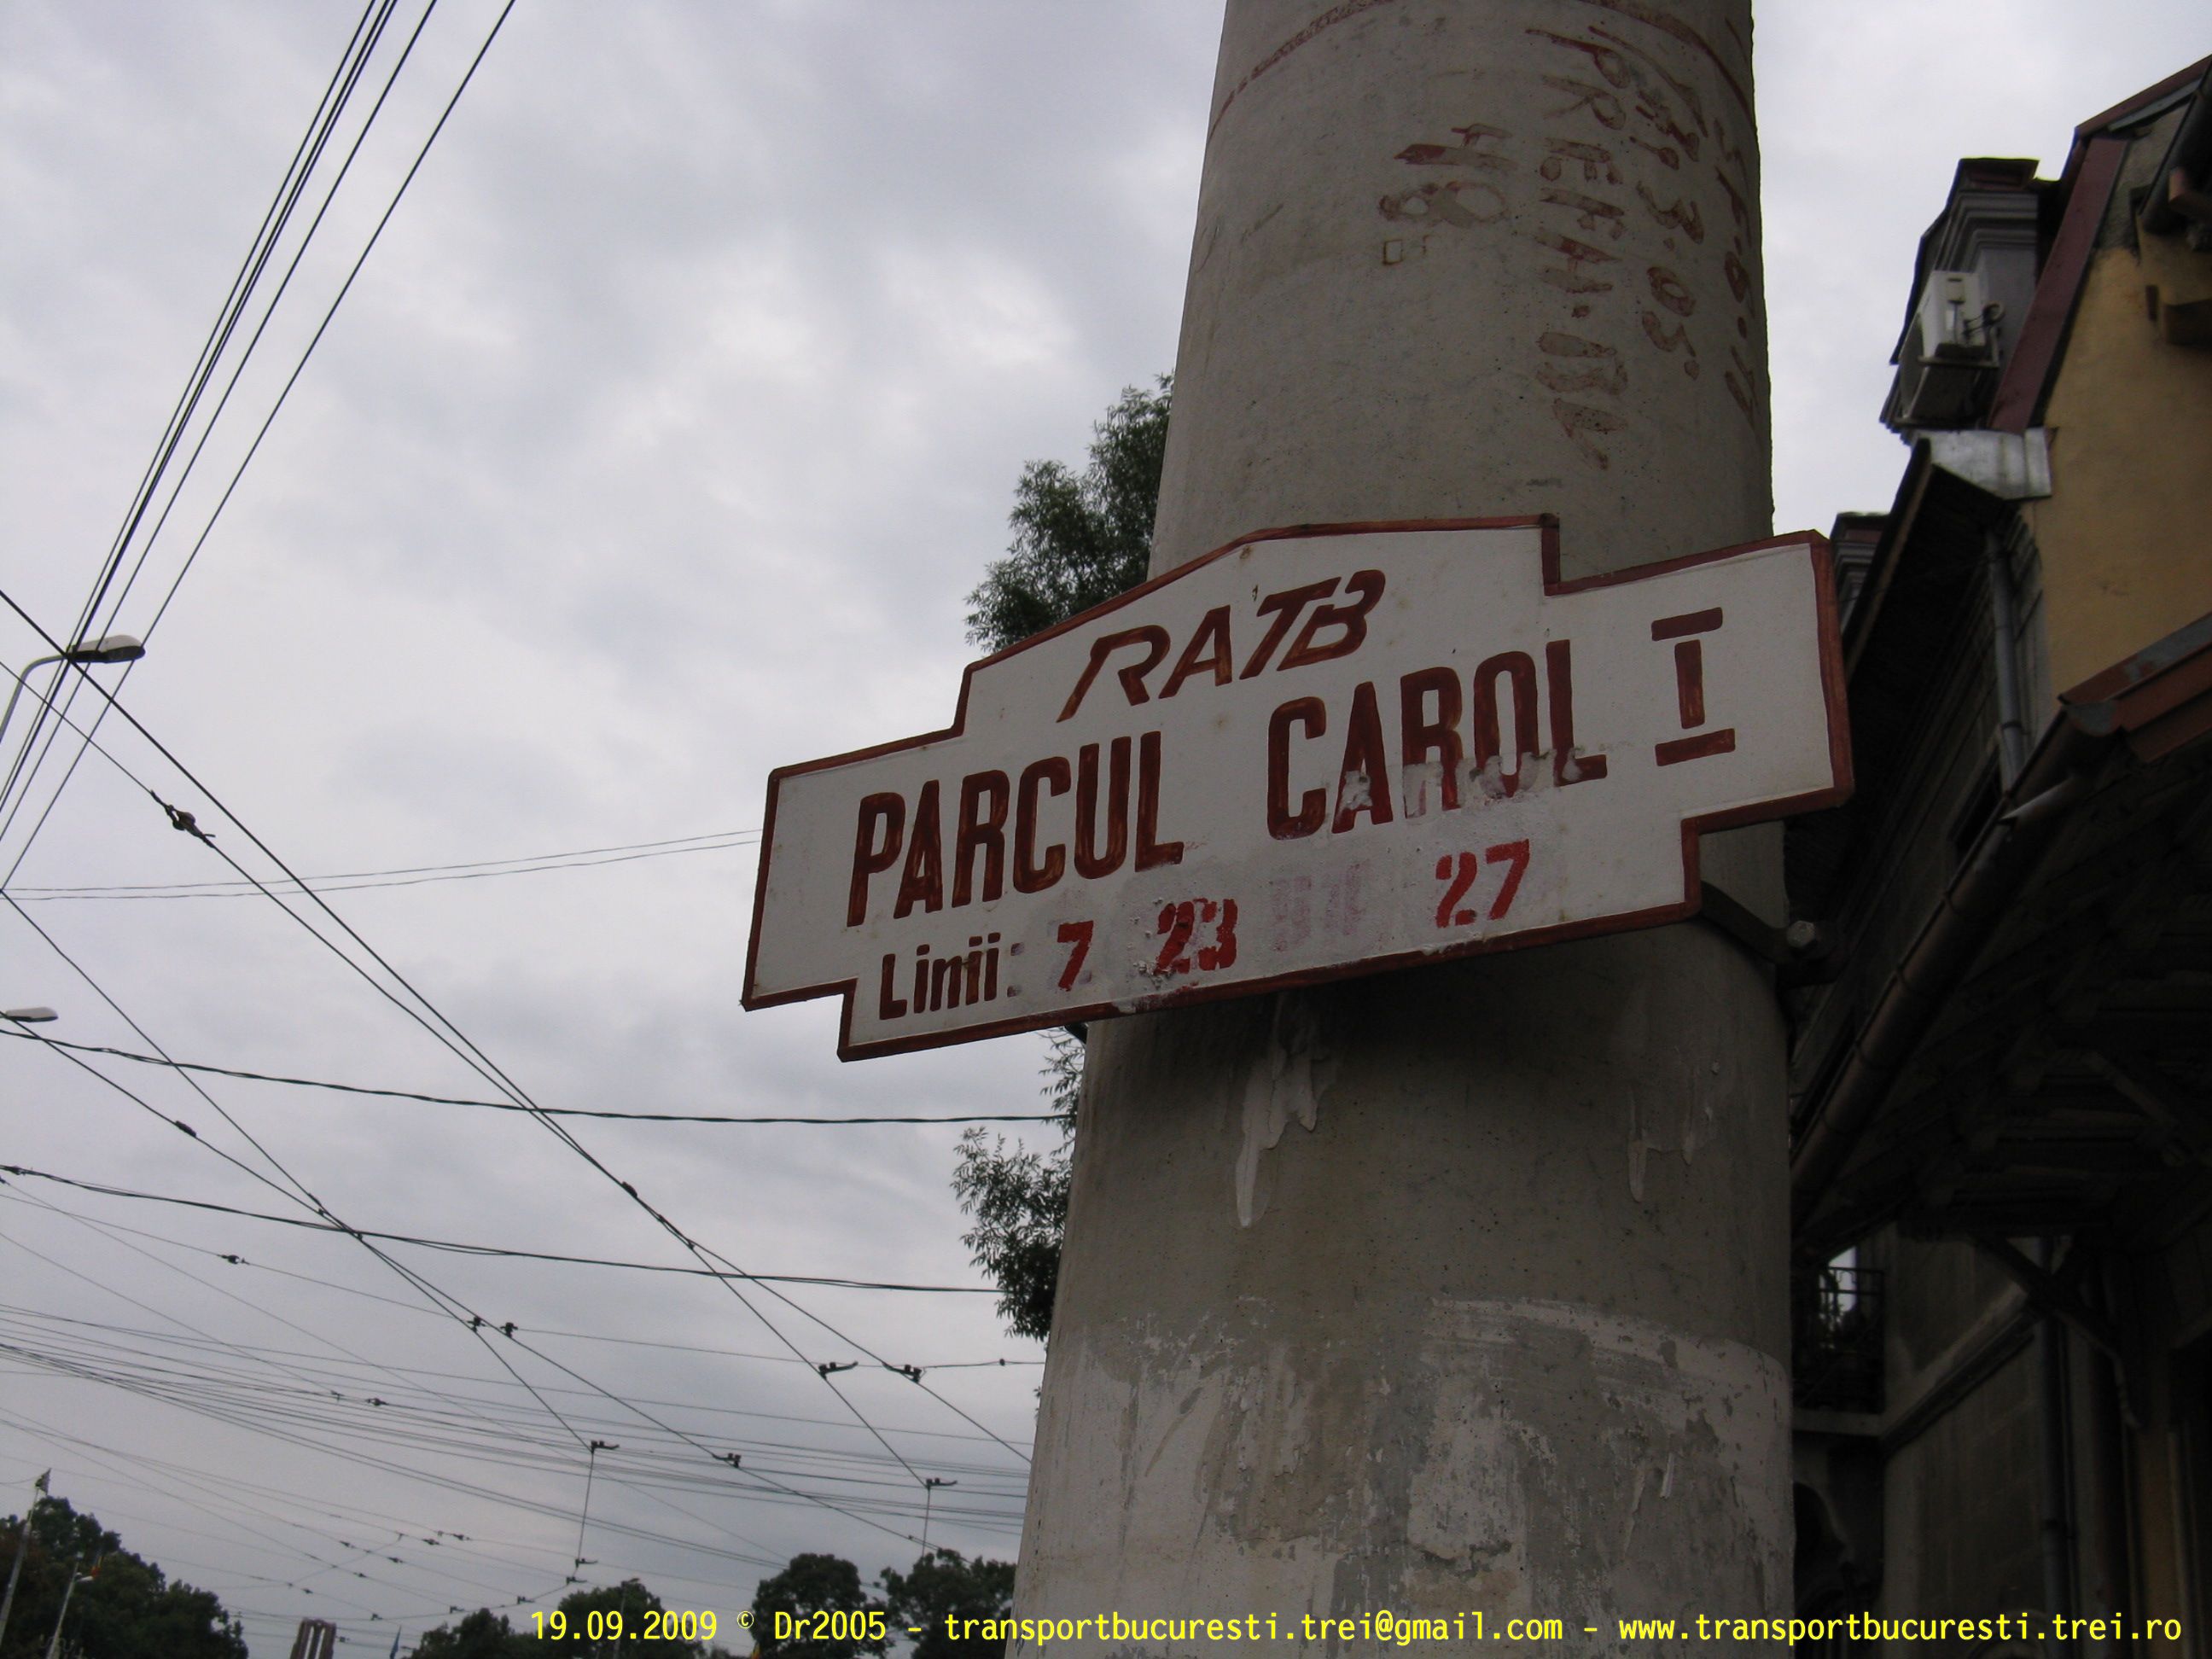 48
RATB
PARCUL CAROL I
Linii: 7 23 27
19.09.2009 © Dr2005 - transportbucuresti.trei@gmail.com - www.transportbucuresti.trei.ro